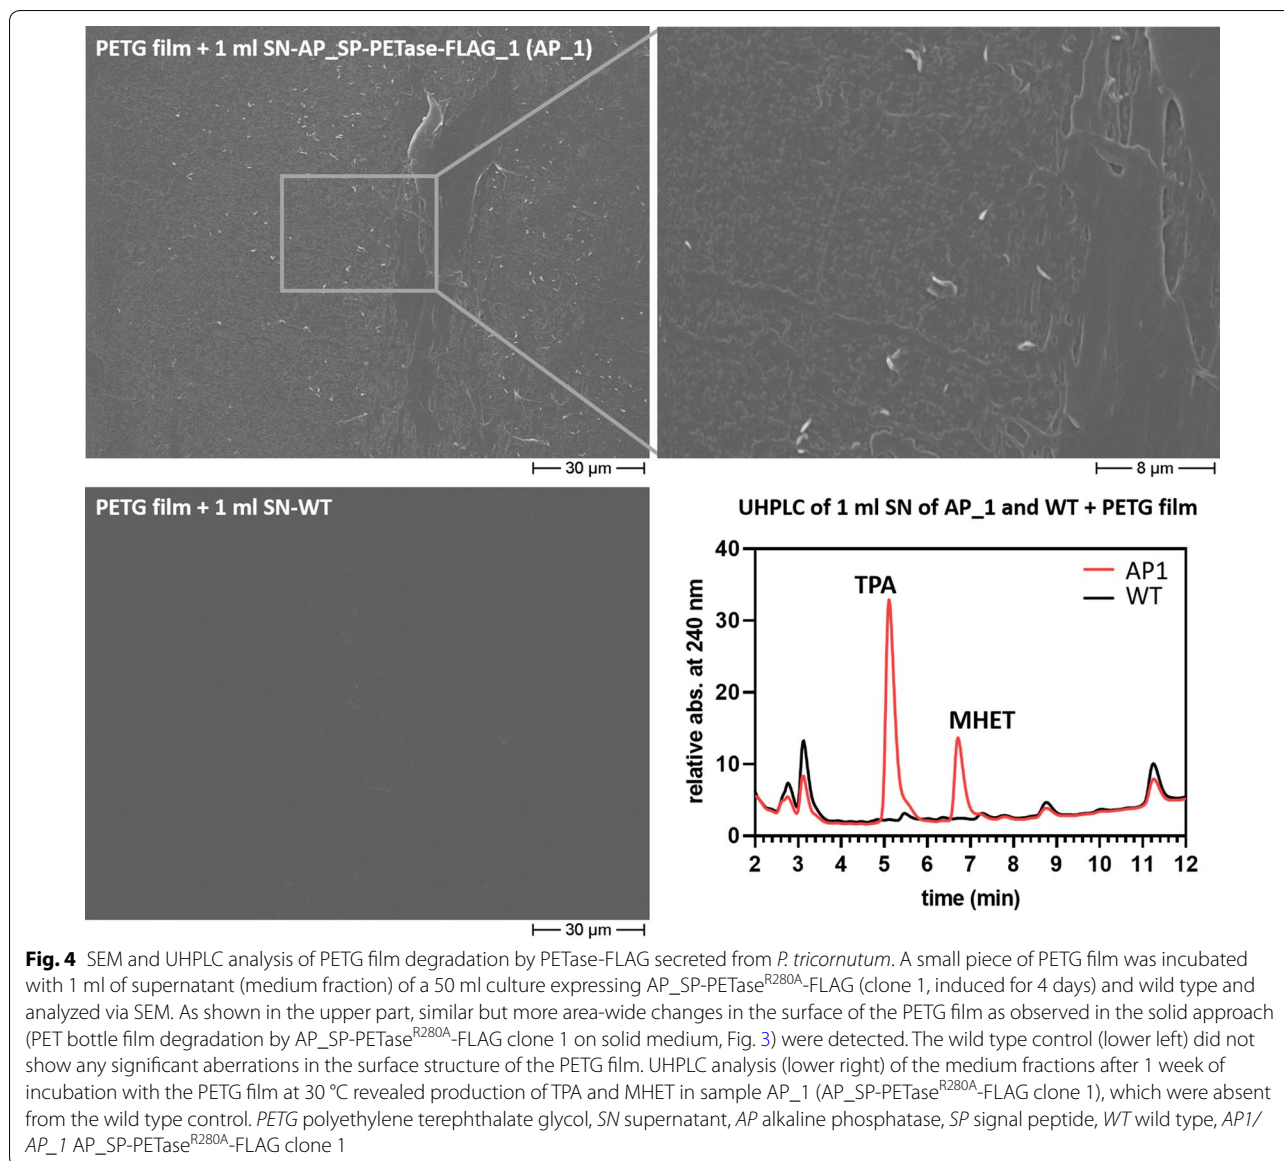 PETG film + 1 ml SN-AP_SP-PETase-FLAG_1 (AP_1)
30 µm
8 µm
PETG film + 1 ml SN-WT
30 µm
UHPLC of 1 ml SN of AP_1 and WT + PETG film
relative abs. at 240 nm
40
30
20
10
0
TPA
MHET
AP1
WT
2 3 4 5 6 7 8 9 10 11 12
time (min)
Fig. 4 SEM and UHPLC analysis of PETG film degradation by PETase-FLAG secreted from P. tricornutum. A small piece of PETG film was incubated
with 1 ml of supernatant (medium fraction) of a 50 ml culture expressing AP_SP-PETaseR280A-FLAG (clone 1, induced for 4 days) and wild type and
analyzed via SEM. As shown in the upper part, similar but more area-wide changes in the surface of the PETG film as observed in the solid approach
(PET bottle film degradation by AP_SP-PETaseR280A-FLAG clone 1 on solid medium, Fig. 3) were detected. The wild type control (lower left) did not
show any significant aberrations in the surface structure of the PETG film. UHPLC analysis (lower right) of the medium fractions after 1 week of
incubation with the PETG film at 30 °C revealed production of TPA and MHET in sample AP_1 (AP_SP-PETaseR280A-FLAG clone 1), which were absent
from the wild type control. PETG polyethylene terephthalate glycol, SN supernatant, AP alkaline phosphatase, SP signal peptide, WT wild type, AP1/
AP_1 AP_SP-PETaseR280A-FLAG clone 1